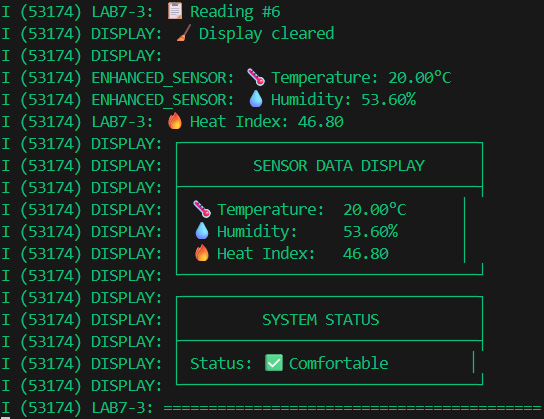 I (53174) LAB7-3: 📋 Reading #6
I (53174) DISPLAY: 🧹 Display cleared
I (53174) DISPLAY:
I (53174) ENHANCED_SENSOR: 🌡️ Temperature: 20.00°C
I (53174) ENHANCED_SENSOR: 💧 Humidity: 53.60%
I (53174) LAB7-3: 🔥 Heat Index: 46.80
I (53174) DISPLAY:
I (53174) DISPLAY: SENSOR DATA DISPLAY
I (53174) DISPLAY:
I (53174) DISPLAY: 🌡️ Temperature: 20.00°C
I (53174) DISPLAY: 💧 Humidity: 53.60%
I (53174) DISPLAY: 🔥 Heat Index: 46.80
I (53174) DISPLAY:
I (53174) DISPLAY:
I (53174) DISPLAY: SYSTEM STATUS
I (53174) DISPLAY:
I (53174) DISPLAY: Status: ✅ Comfortable
I (53174) DISPLAY:
I (53174) LAB7-3: ==========================================